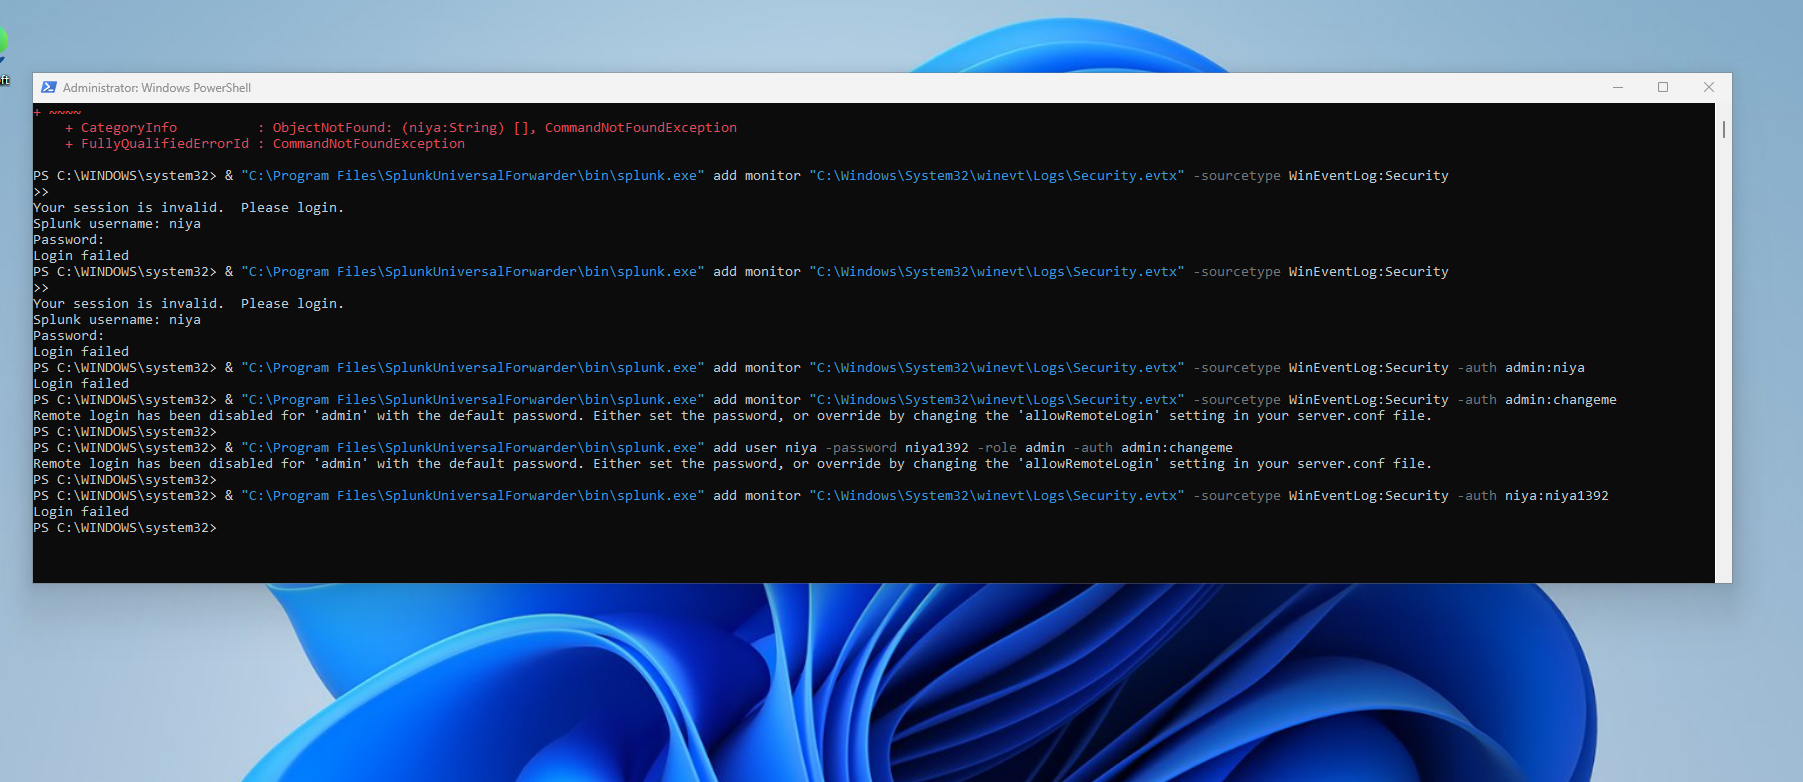 ft
Administrator: Windows PowerShell
+ ~~~~
    + CategoryInfo          : ObjectNotFound: (niya:String) [], CommandNotFoundException
    + FullyQualifiedErrorId : CommandNotFoundException
PS C:\WINDOWS\system32> & "C:\Program Files\SplunkUniversalForwarder\bin\splunk.exe" add monitor "C:\Windows\System32\winevt\Logs\Security.evtx" -sourcetype WinEventLog:Security
>>
Your session is invalid.  Please login.
Splunk username: niya
Password:
Login failed
PS C:\WINDOWS\system32> & "C:\Program Files\SplunkUniversalForwarder\bin\splunk.exe" add monitor "C:\Windows\System32\winevt\Logs\Security.evtx" -sourcetype WinEventLog:Security
>>
Your session is invalid.  Please login.
Splunk username: niya
Password:
Login failed
PS C:\WINDOWS\system32> & "C:\Program Files\SplunkUniversalForwarder\bin\splunk.exe" add monitor "C:\Windows\System32\winevt\Logs\Security.evtx" -sourcetype WinEventLog:Security -auth admin:niya
Login failed
PS C:\WINDOWS\system32> & "C:\Program Files\SplunkUniversalForwarder\bin\splunk.exe" add monitor "C:\Windows\System32\winevt\Logs\Security.evtx" -sourcetype WinEventLog:Security -auth admin:changeme
Remote login has been disabled for 'admin' with the default password. Either set the password, or override by changing the 'allowRemoteLogin' setting in your server.conf file.
PS C:\WINDOWS\system32>
PS C:\WINDOWS\system32> & "C:\Program Files\SplunkUniversalForwarder\bin\splunk.exe" add user niya -password niya1392 -role admin -auth admin:changeme
Remote login has been disabled for 'admin' with the default password. Either set the password, or override by changing the 'allowRemoteLogin' setting in your server.conf file.
PS C:\WINDOWS\system32>
PS C:\WINDOWS\system32> & "C:\Program Files\SplunkUniversalForwarder\bin\splunk.exe" add monitor "C:\Windows\System32\winevt\Logs\Security.evtx" -sourcetype WinEventLog:Security -auth niya:niya1392
Login failed
PS C:\WINDOWS\system32>